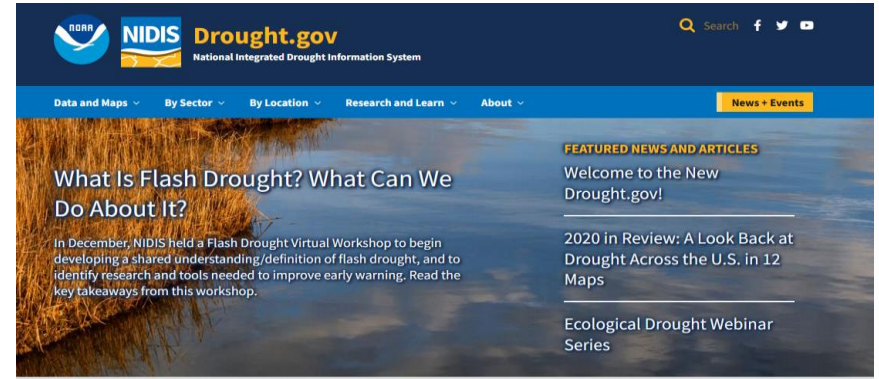 NOAA
NIDIS
Drought.gov
National Integrated Drought Information System
Search
Data and Maps
By Sector
By Location
Research and Learn
About
News + Events
What Is Flash Drought? What Can We
Do About It?
In December, NIDIS held a Flash Drought Virtual Workshop to begin
developing a shared understanding/definition of flash drought, and to
identify research and tools needed to improve early warning. Read the
key takeaways from this workshop.
FEATURED NEWS AND ARTICLES
Welcome to the New
Drought.gov!
2020 in Review: A Look Back at
Drought Across the U.S. in 12
Maps
Ecological Drought Webinar
Series